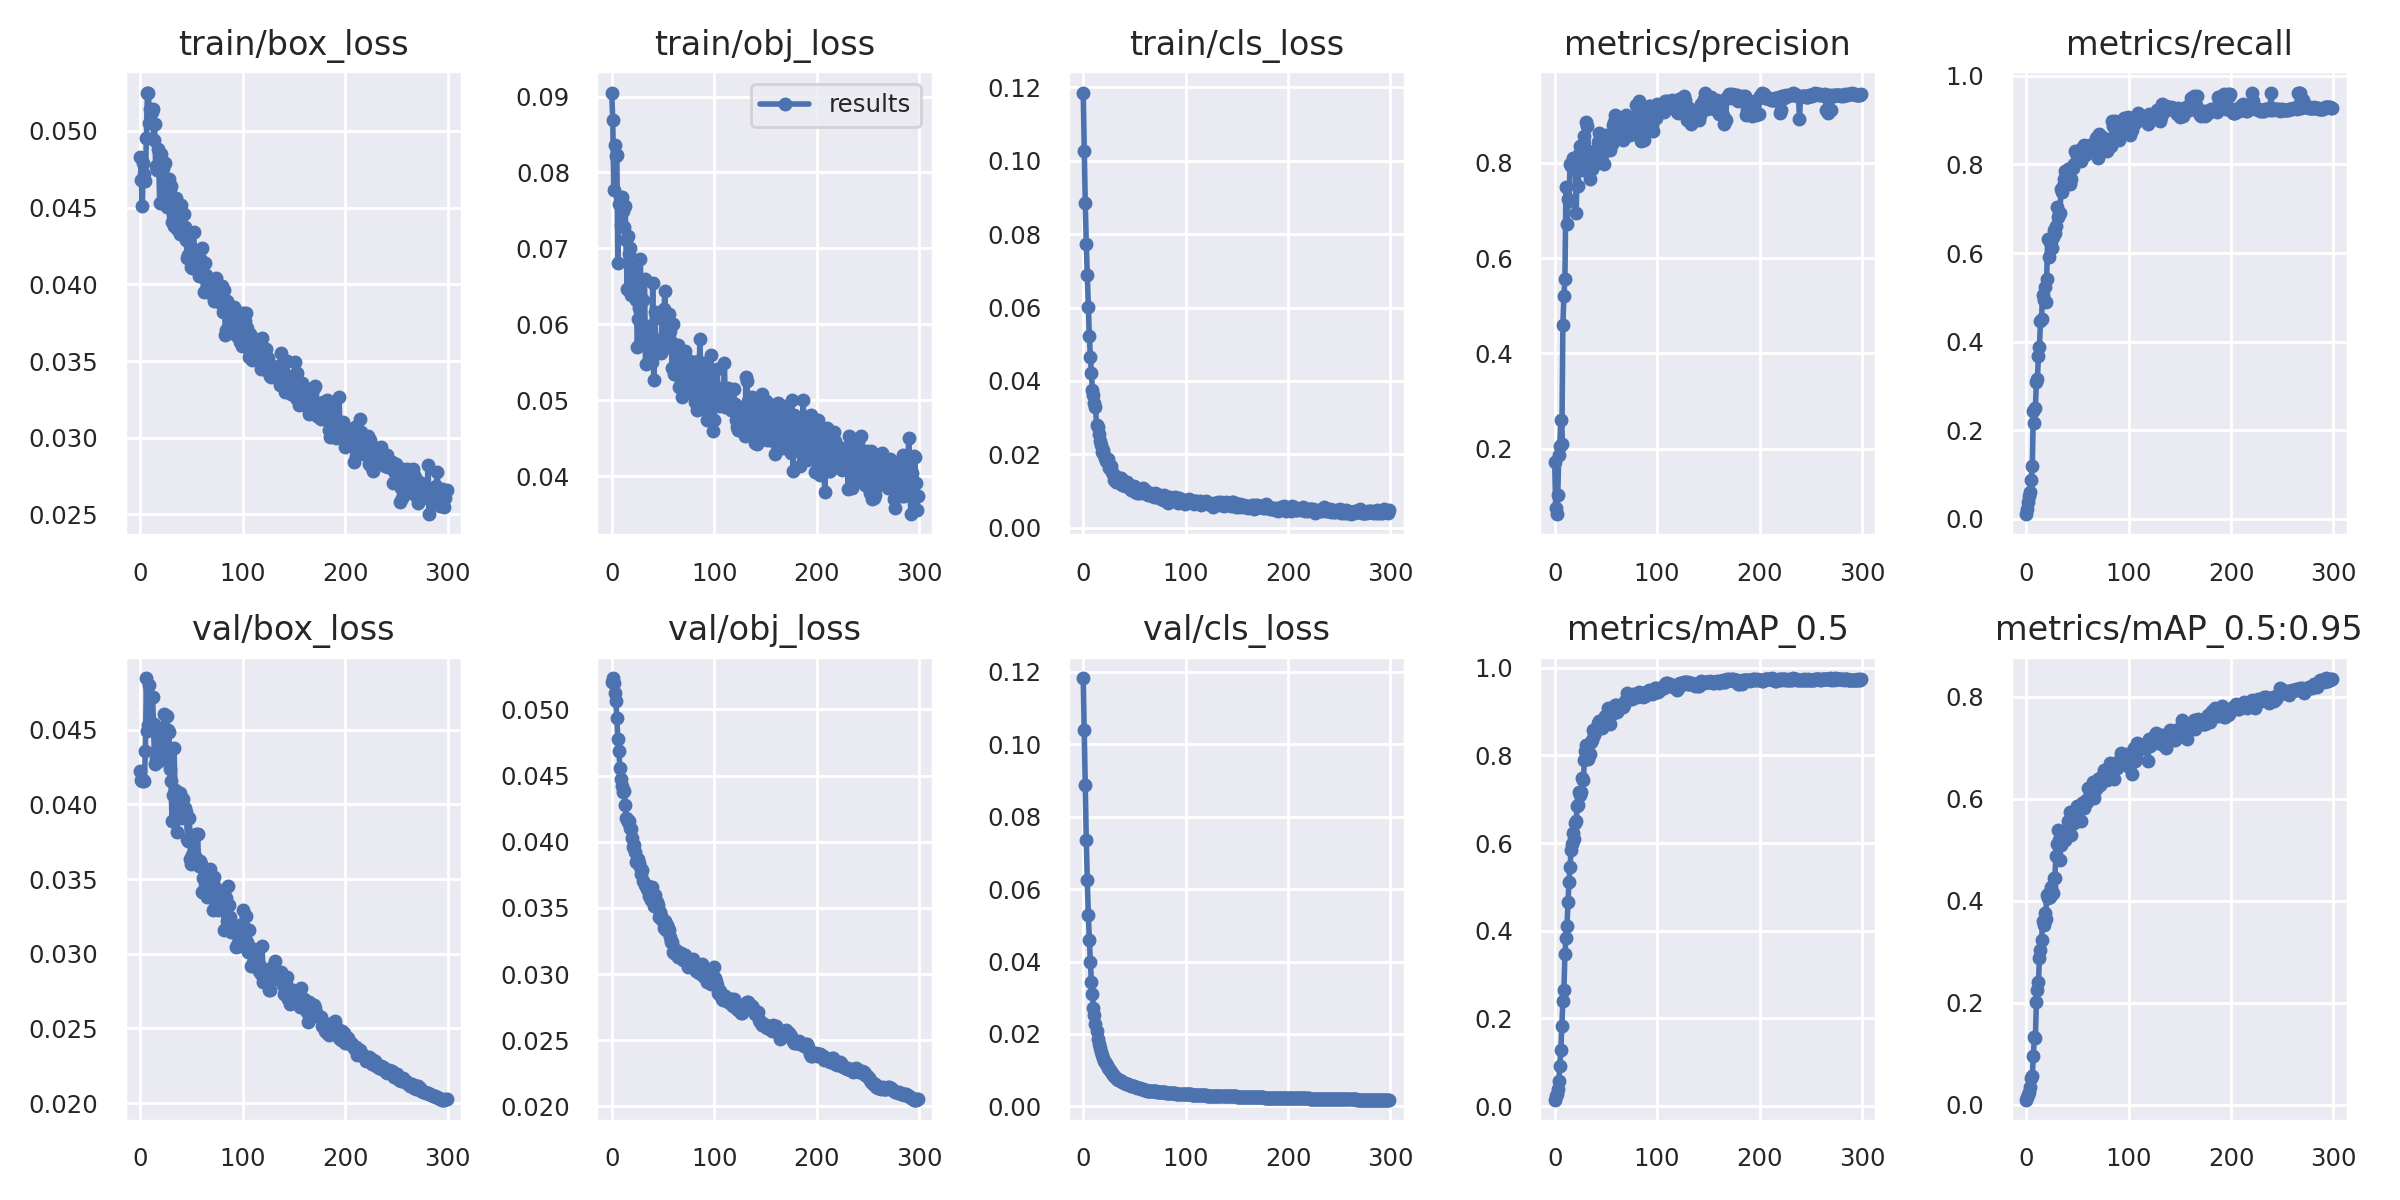 train/box_loss
0.050
0.045
0.040
0.035
0.030
0.025
0 100 200 300
train/obj_loss
results
0.09
0.08
0.07
0.06
0.05
0.04
0 100 200 300
train/cls_loss
0.12
0.10
0.08
0.06
0.04
0.02
0.00
0 100 200 300
metrics/precision
0.8
0.6
0.4
0.2
0 100 200 300
metrics/recall
1.0
0.8
0.6
0.4
0.2
0.0
0 100 200 300
val/box_loss
0.045
0.040
0.035
0.030
0.025
0.020
0 100 200 300
val/obj_loss
0.050
0.045
0.040
0.035
0.030
0.025
0.020
0 100 200 300
val/cls_loss
0.12
0.10
0.08
0.06
0.04
0.02
0.00
0 100 200 300
metrics/mAP_0.5
1.0
0.8
0.6
0.4
0.2
0.0
0 100 200 300
metrics/mAP_0.5:0.95
0.8
0.6
0.4
0.2
0.0
0 100 200 300